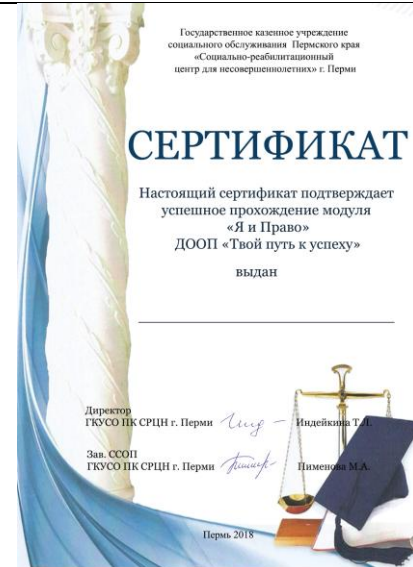 Государственное казенное учреждение
социального обслуживания Пермского края
«Социально-реабилитационный
центр для несовершеннолетних» г. Перми
СЕРТИФИКАТ
Настоящий сертификат подтверждает
успешное прохождение модуля
«Я и Право»
ДООП «Твой путь к успеху»
выдан
Директор
ГКУСО ПК СРЦН г. Перми Индейкина Т.Л.
Зав. ССОП
ГКУСО ПК СРЦН г. Перми Пименова М.А.
Пермь 2018